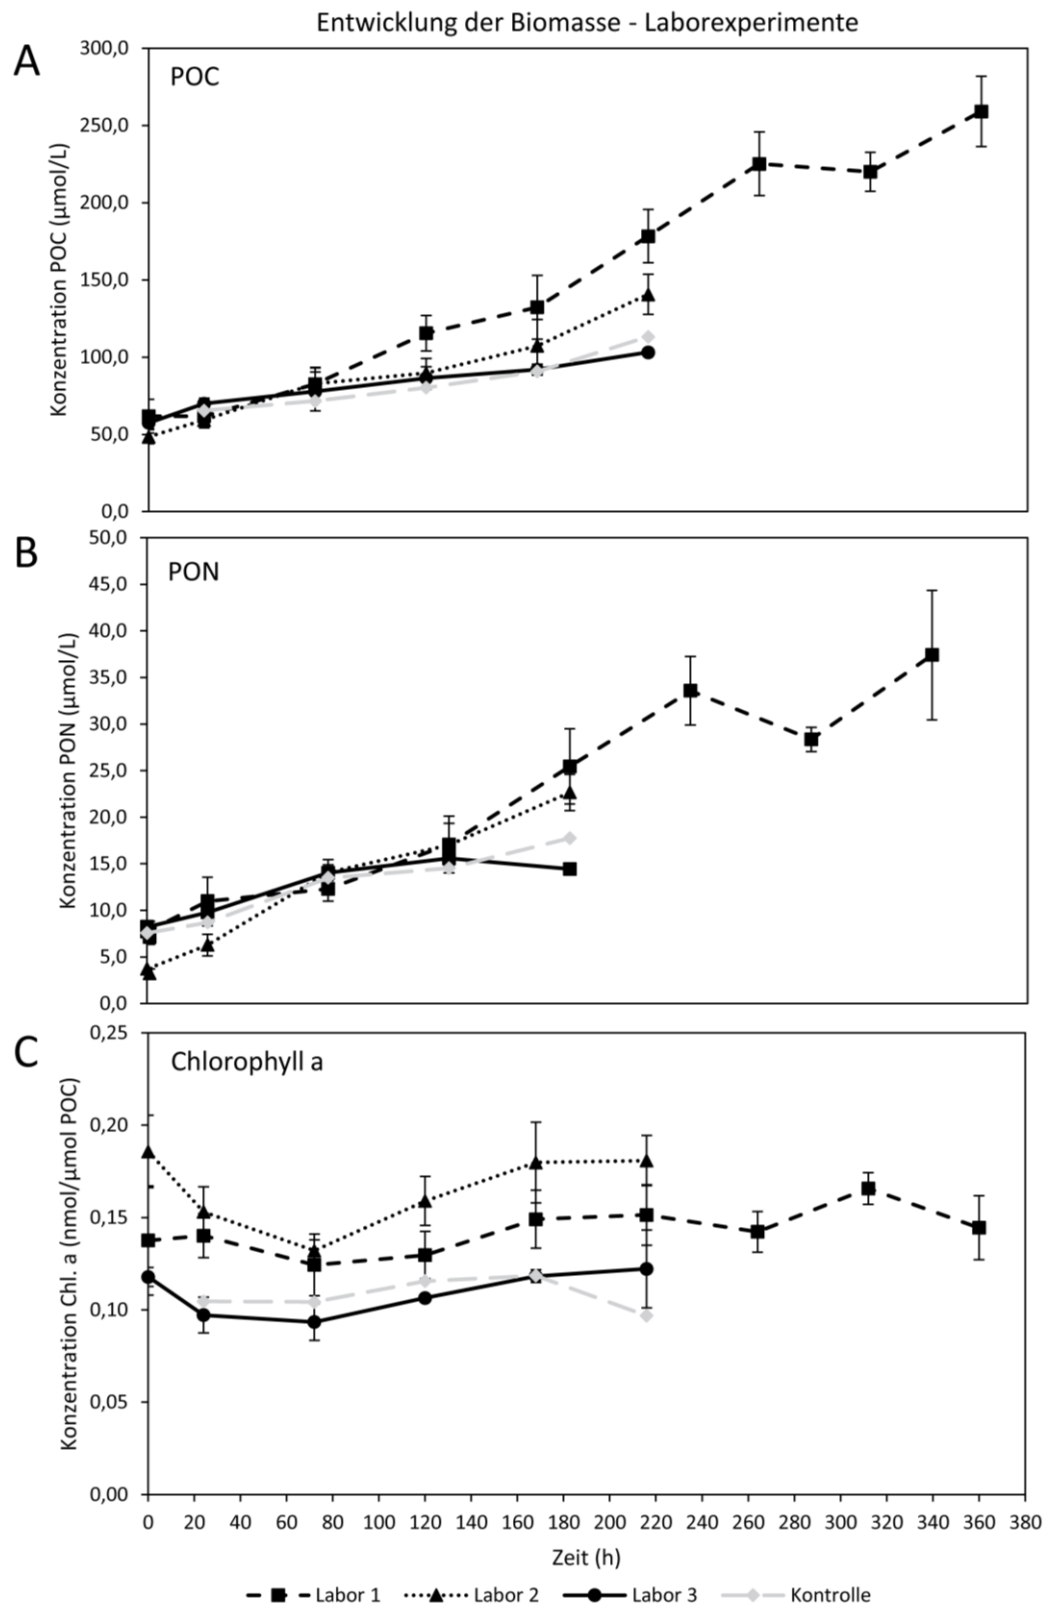 Entwicklung der Biomasse - Laborexperimente
A
POC
Konzentration POC (µmol/L)
300,0
250,0
200,0
150,0
100,0
50,0
0,0
B
PON
Konzentration PON (µmol/L)
50,0
45,0
40,0
35,0
30,0
25,0
20,0
15,0
10,0
5,0
0,0
C
Chlorophyll a
Konzentration Chl. a (nmol/µmol POC)
0,25
0,20
0,15
0,10
0,05
0,00
0 20 40 60 80 100 120 140 160 180 200 220 240 260 280 300 320 340 360 380
Zeit (h)
Labor 1 Labor 2 Labor 3 Kontrolle